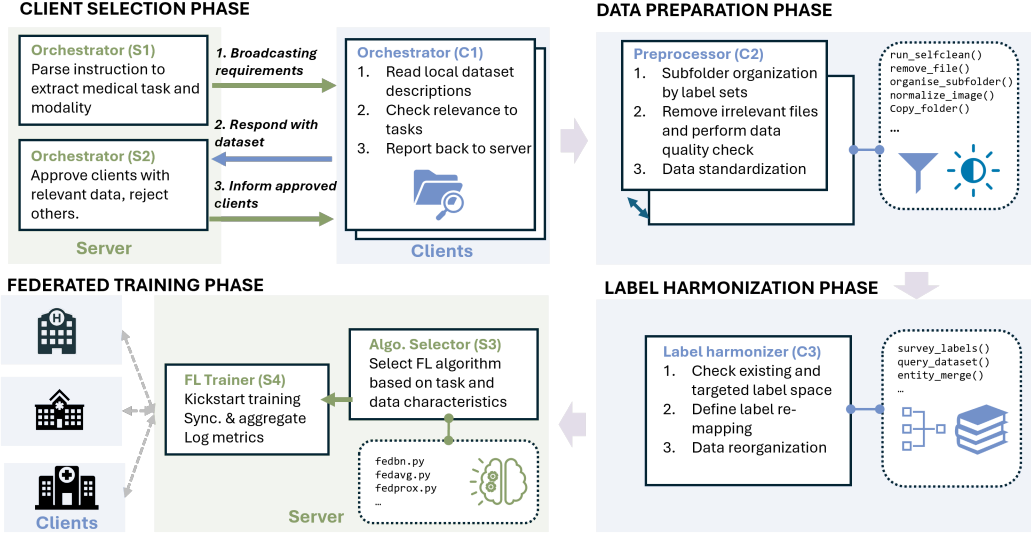 CLIENT SELECTION PHASE
Orchestrator (S1)
Parse instruction to
extract medical task and
modality
1. Broadcasting
requirements
2. Respond with
dataset
3. Inform approved
clients
Orchestrator (S2)
Approve clients with
relevant data, reject
others.
Server
Orchestrator (C1)
1. Read local dataset
descriptions
2. Check relevance to
tasks
3. Report back to server
Clients
DATA PREPARATION PHASE
Preprocessor (C2)
1. Subfolder organization
by label sets
2. Remove irrelevant files
and perform data
quality check
3. Data standardization
run_selfclean()
remove_file()
organise_subfolder()
normalize_image()
Copy_folder()
...
LABEL HARMONIZATION PHASE
Label harmonizer (C3)
1. Check existing and
targeted label space
2. Define label re-
mapping
3. Data reorganization
survey_labels()
query_dataset()
entity_merge()
…
FEDERATED TRAINING PHASE
H
Clients
FL Trainer (S4)
Kickstart training
Sync. & aggregate
Log metrics
Algo. Selector (S3)
Select FL algorithm
based on task and
data characteristics
fedbn.py
fedavg.py
fedprox.py
…
Server